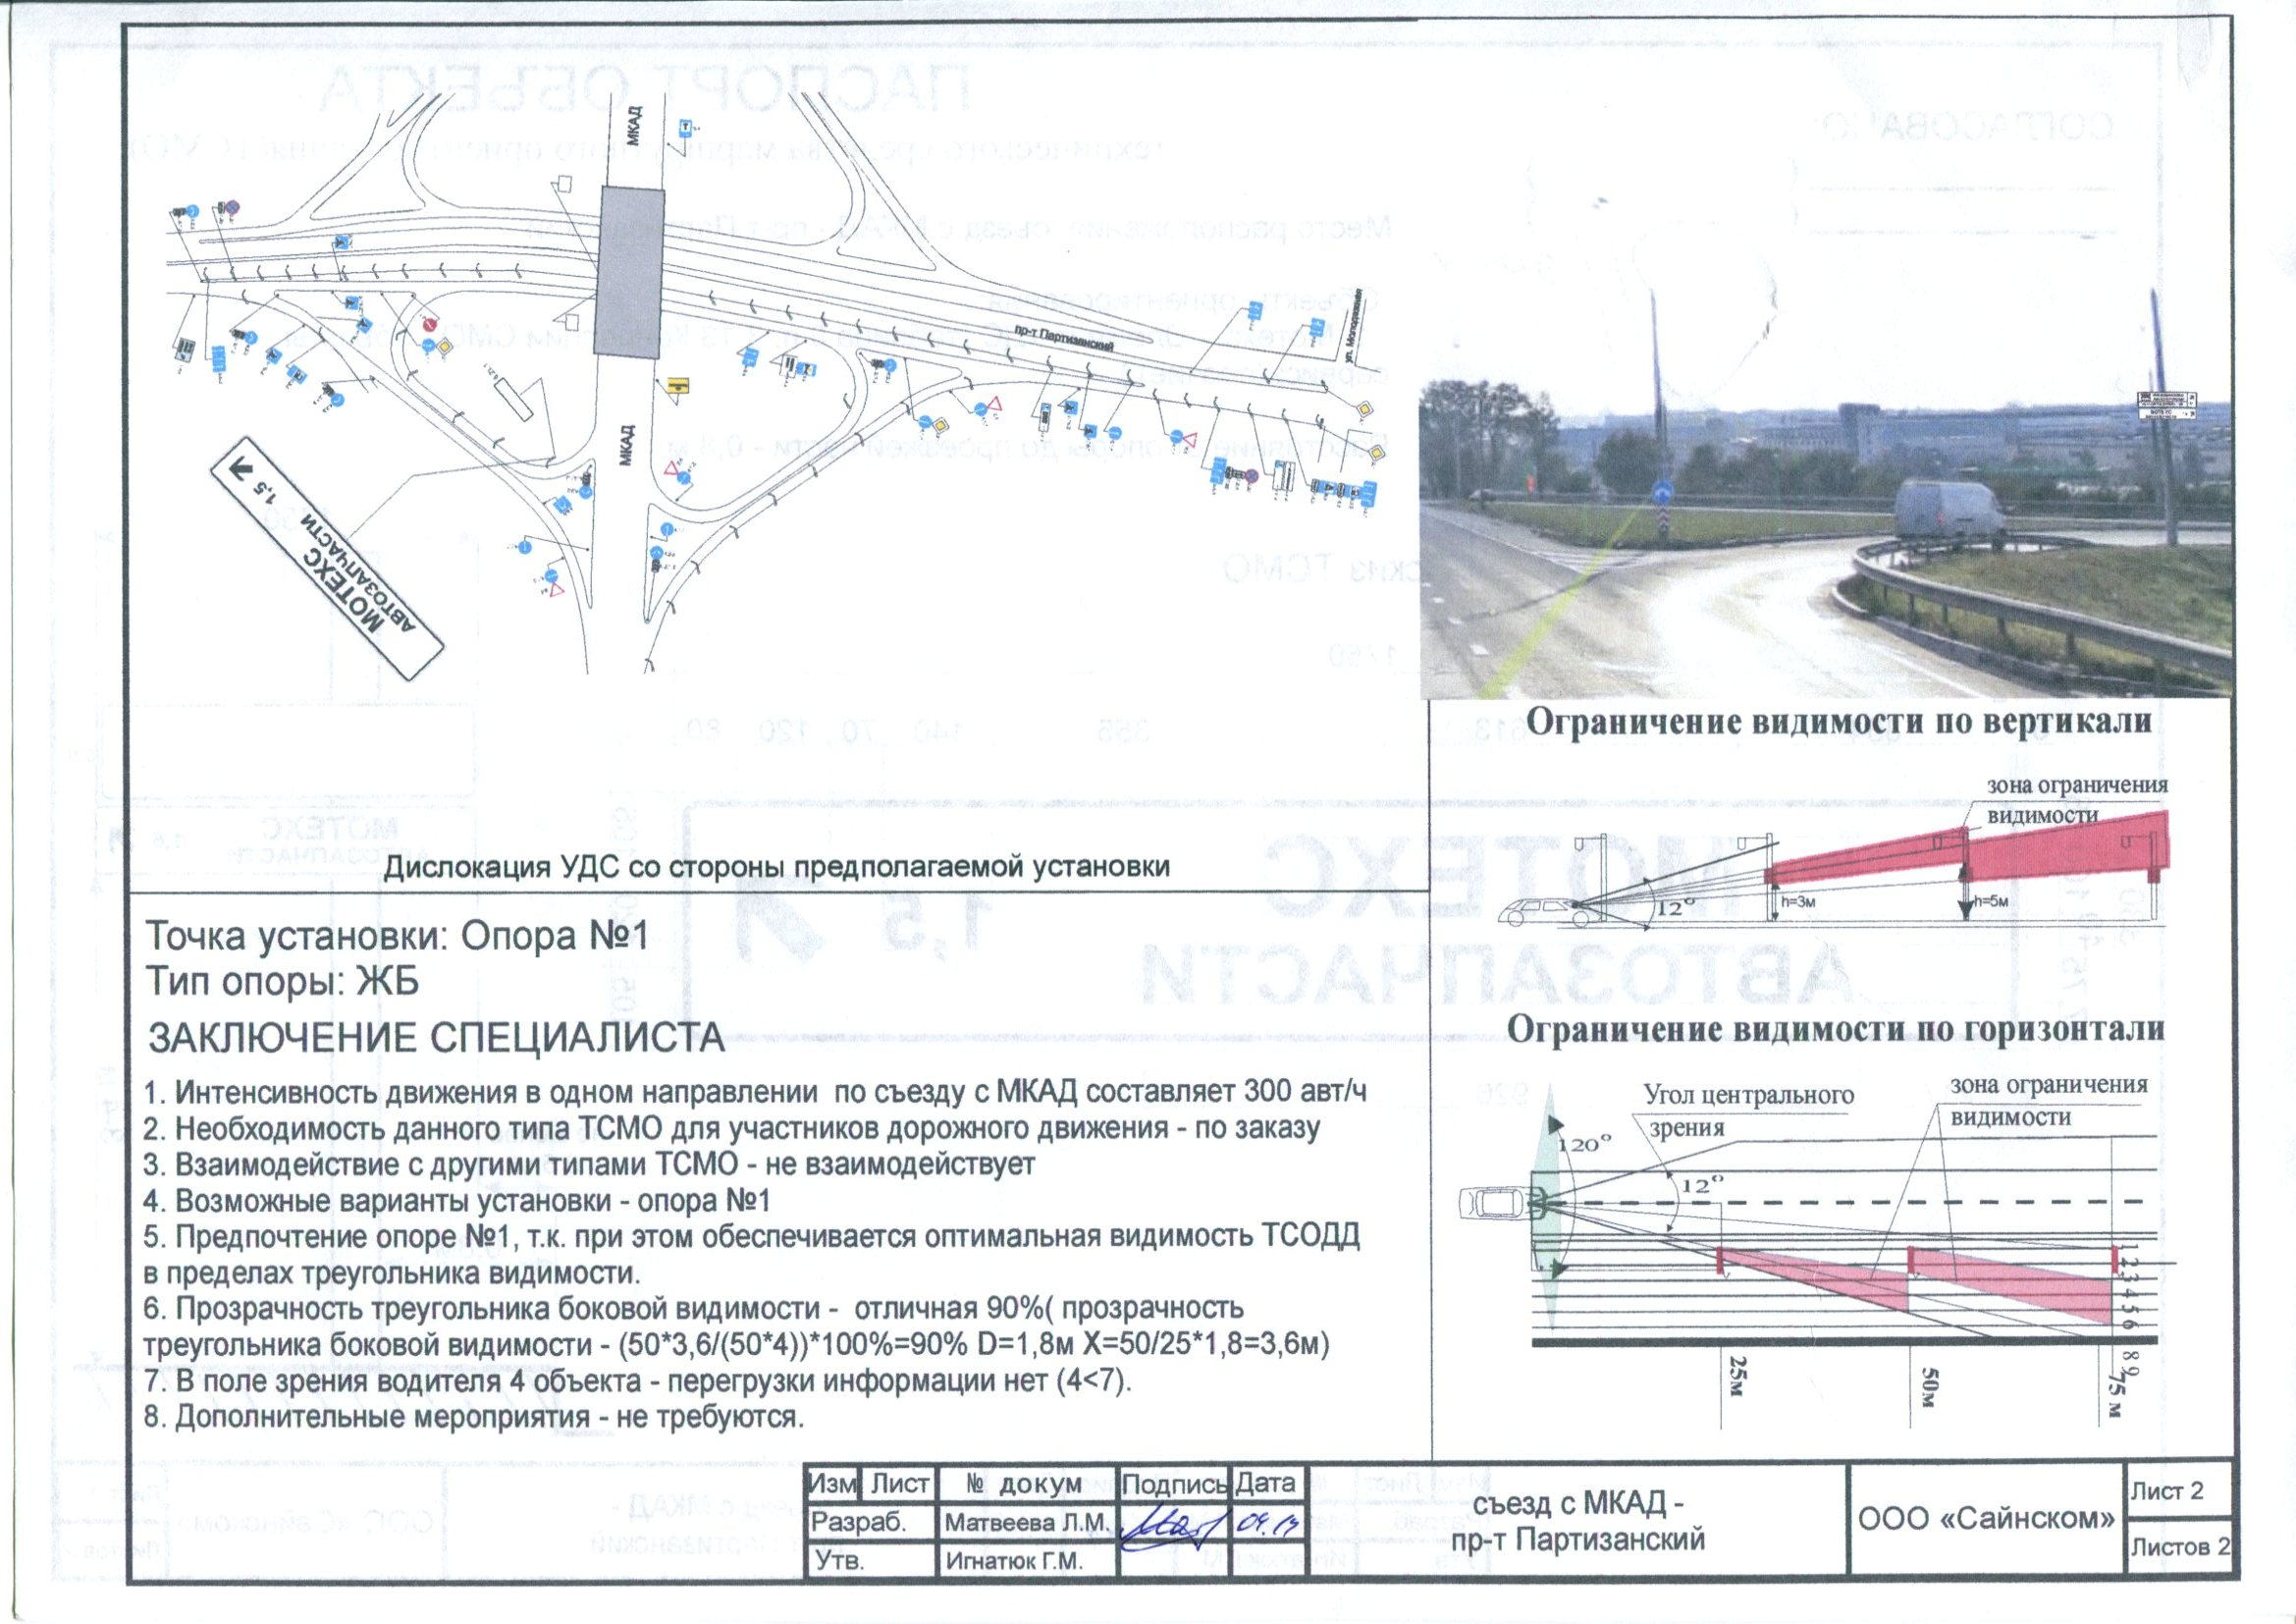 МКАД
МКАД
пр-т Партизанский
ул. Молодежная
МОТЕХС
АВТОЗАПЧАСТИ
1,5
Дислокация УДС со стороны предполагаемой установки
Точка установки: Опора №1
Тип опоры: ЖБ
ЗАКЛЮЧЕНИЕ СПЕЦИАЛИСТА
1. Интенсивность движения в одном направлении по съезду с МКАД составляет 300 авт/ч
2. Необходимость данного типа ТСМО для участников дорожного движения - по заказу
3. Взаимодействие с другими типами ТСМО - не взаимодействует
4. Возможные варианты установки - опора №1
5. Предпочтение опоре №1, т.к. при этом обеспечивается оптимальная видимость ТСОДД
в пределах треугольника видимости.
6. Прозрачность треугольника боковой видимости - отличная 90%( прозрачность
треугольника боковой видимости - (50*3,6/(50*4))*100%=90% D=1,8м X=50/25*1,8=3,6м)
7. В поле зрения водителя 4 объекта - перегрузки информации нет (4<7).
8. Дополнительные мероприятия - не требуются.
Ограничение видимости по вертикали
зона ограничения
видимости
12°
h=3м
h=5м
Ограничение видимости по горизонтали
Угол центрального
зрения
зона ограничения
видимости
120°
12°
1 2 3 4 5 6
8 9
25м
50м
75 м
Изм Лист № докум Подпись Дата
Разраб. Матвеева Л.М.
Утв. Игнатюк Г.М.
съезд с МКАД -
пр-т Партизанский
ООО «Сайнском»
Лист 2
Листов 2